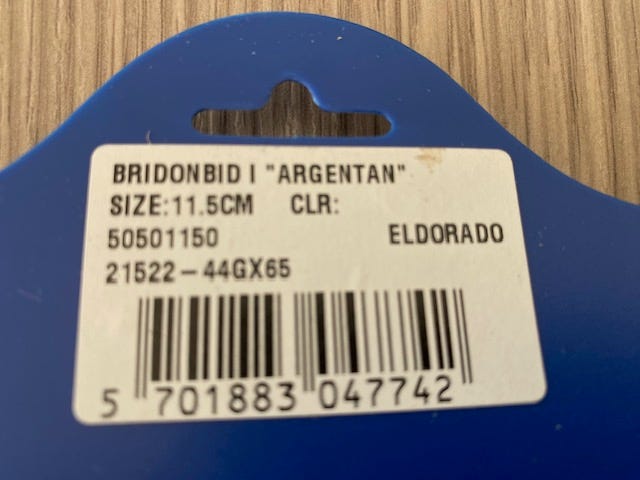 BRIDONBID I "ARGENTAN"
SIZE:11.5CM CLR:
50501150 ELDORADO
21522-44GX65
5 701883 047742